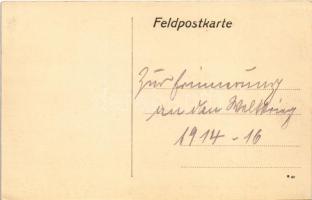 Feldpostkarte
Zur Erinnerung
an den Weltkrieg
1914-16